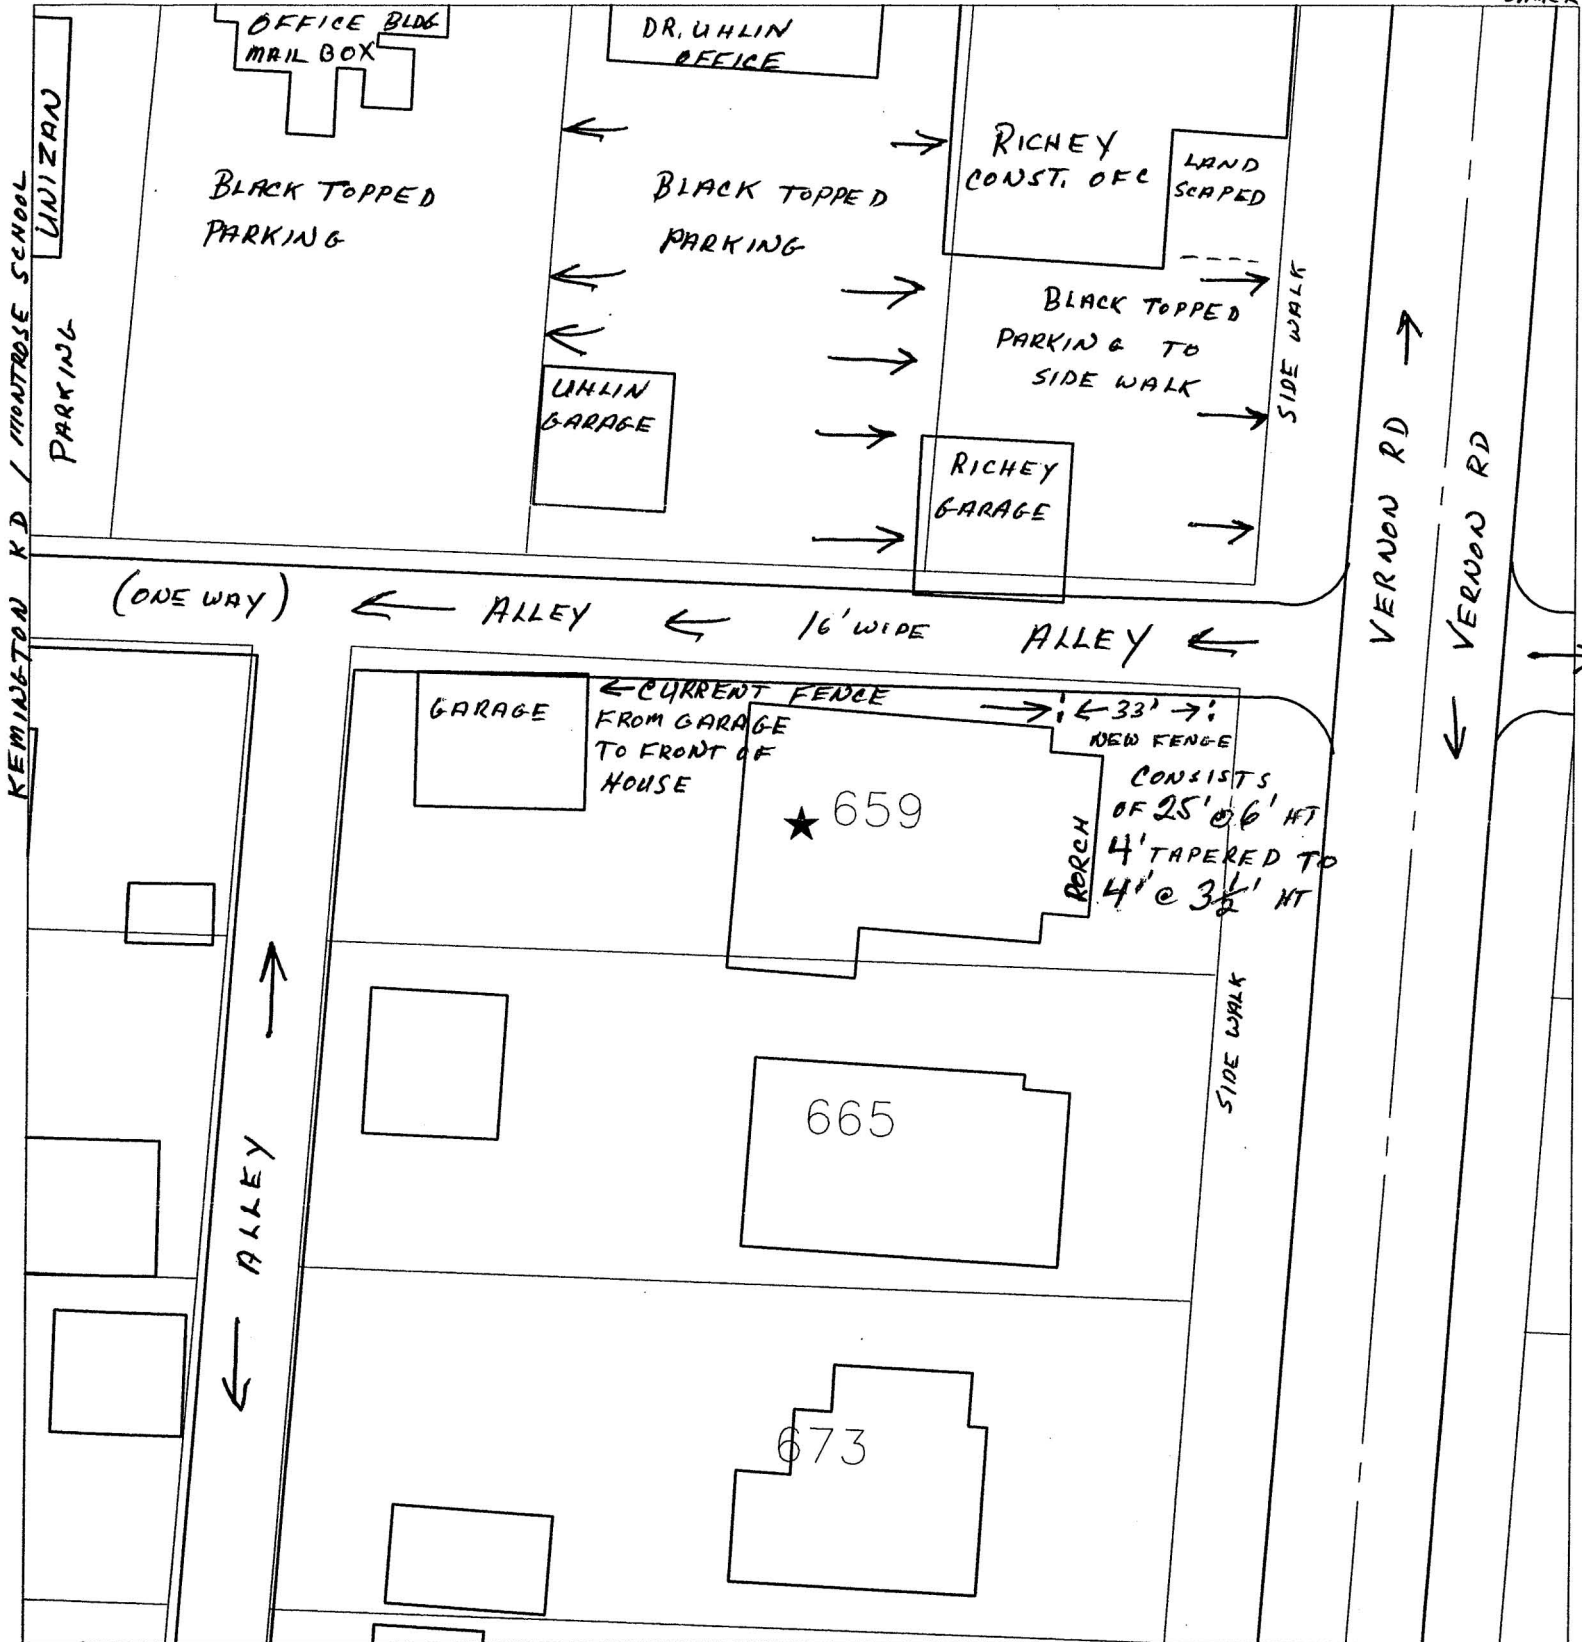 OFFICE BLDG
MAIL BOX
DR. UHLIN
OFFICE
UNIZAN
BLACK TOPPED
PARKING
BLACK TOPPED
PARKING
RICHEY
CONST. OFC
LAND
SCAPED
KEMINGTON RD / MONTROSE SCHOOL
PARKING
BLACK TOPPED
PARKING TO
SIDE WALK
SIDE WALK
UHLIN
GARAGE
RICHEY
GARAGE
VERNON RD
VERNON RD
(ONE WAY)
ALLEY
16' WIDE
ALLEY
GARAGE
CURRENT FENCE
FROM GARAGE
TO FRONT OF
HOUSE
33'
NEW FENCE
CONSISTS
OF 25' @ 6' HT
4' TAPERED TO
4' @ 3½' HT
659
PORCH
SIDE WALK
665
ALLEY
673